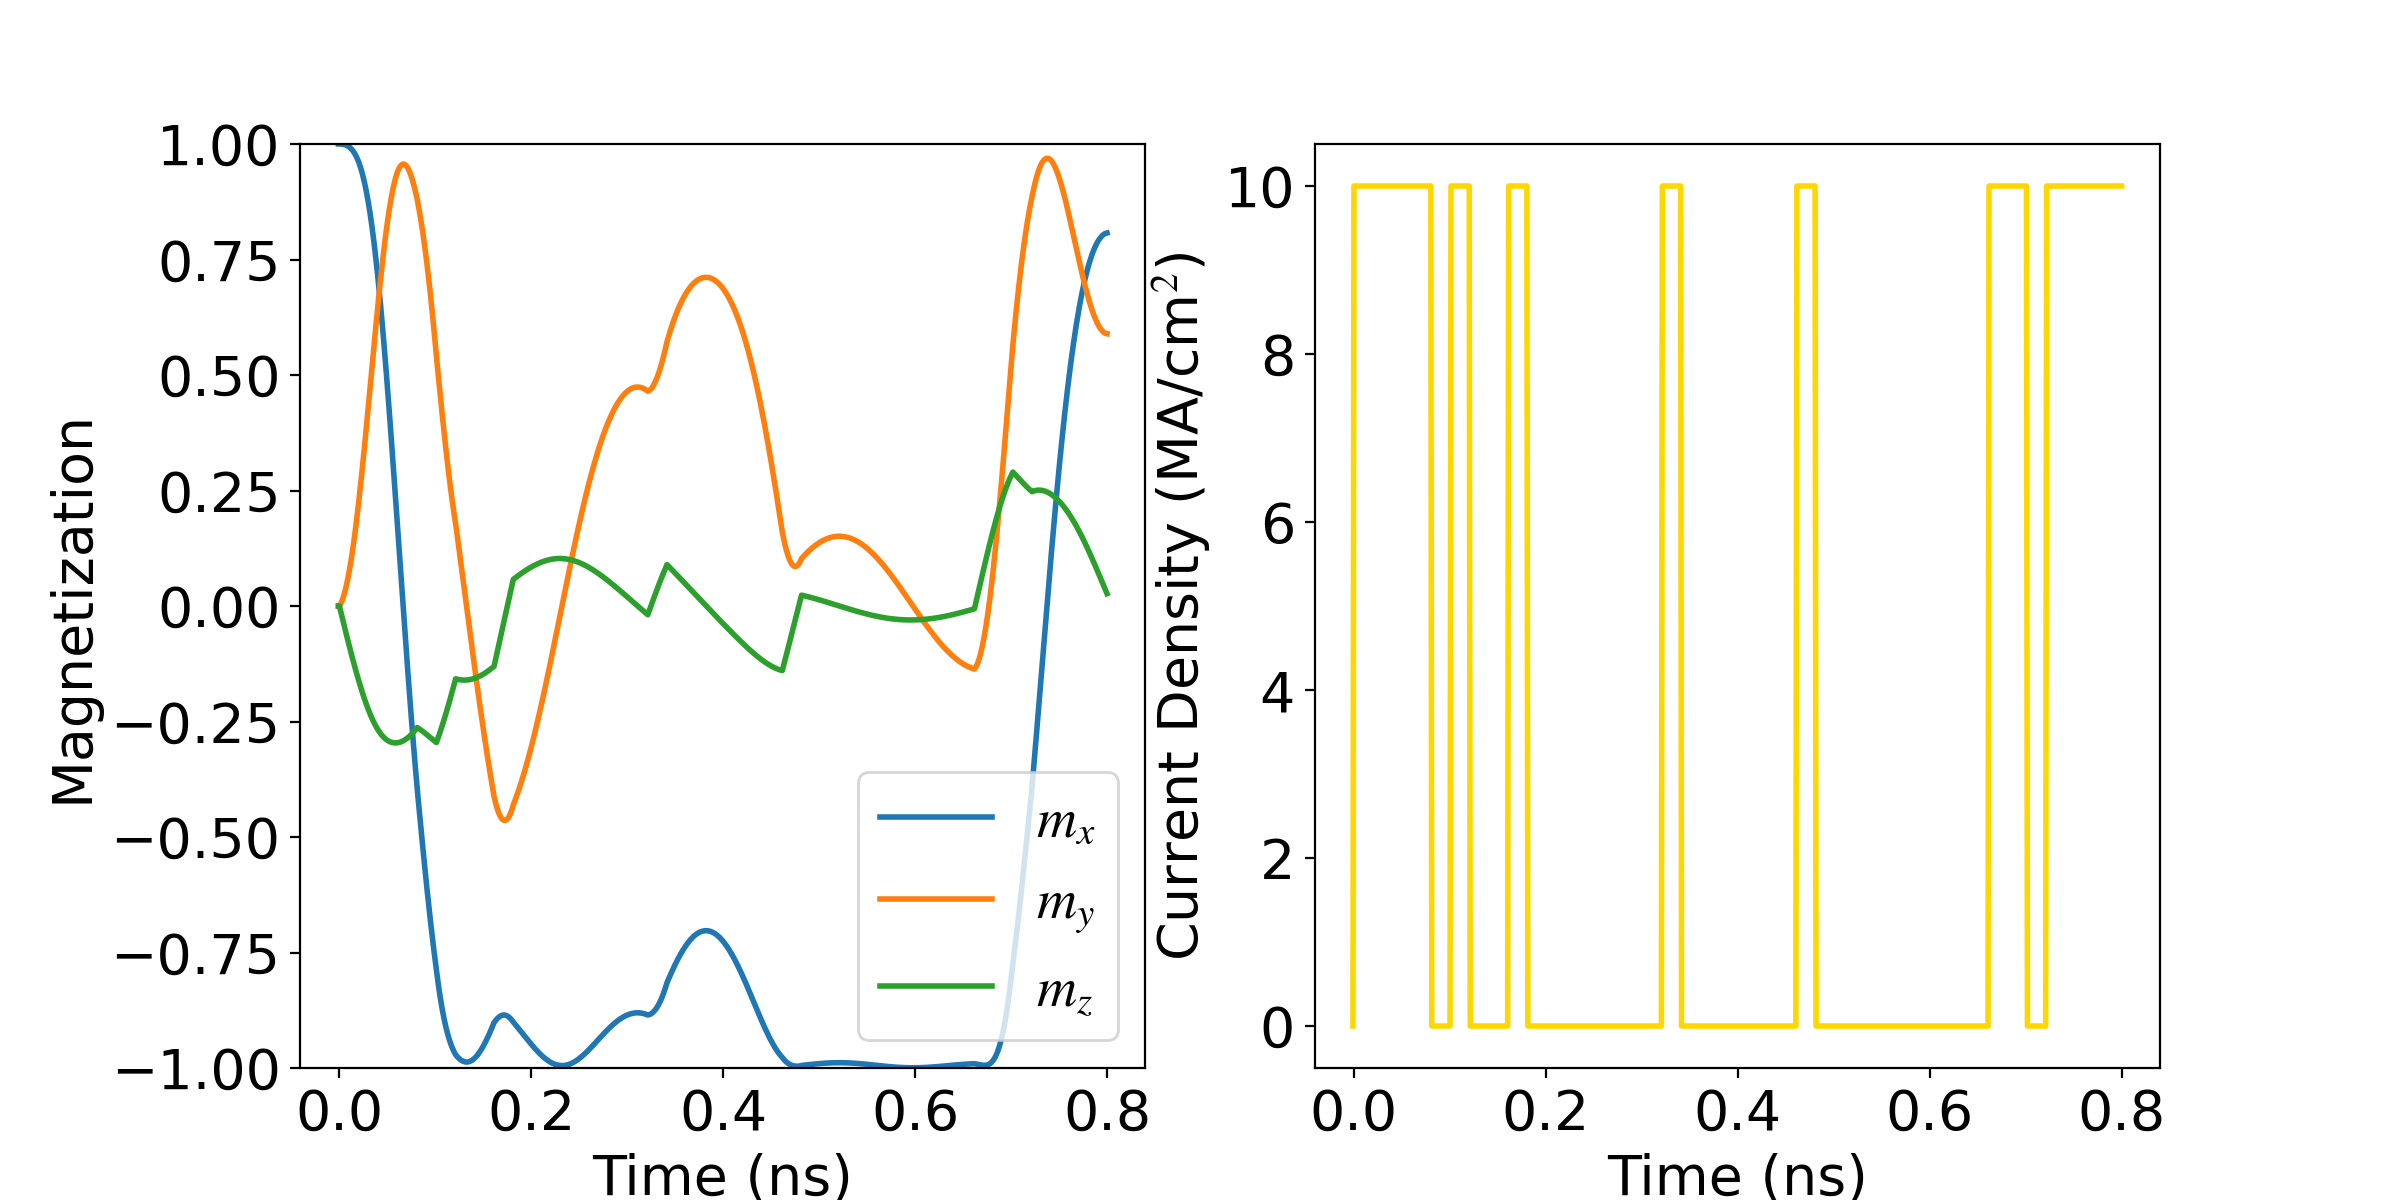 1.00
0.75
0.50
0.25
0.00
−0.25
−0.50
−0.75
−1.00
Magnetization
0.0 0.2 0.4 0.6 0.8
Time (ns)
m_x
m_y
m_z
10
8
6
4
2
0
Current Density (MA/cm²)
0.0 0.2 0.4 0.6 0.8
Time (ns)